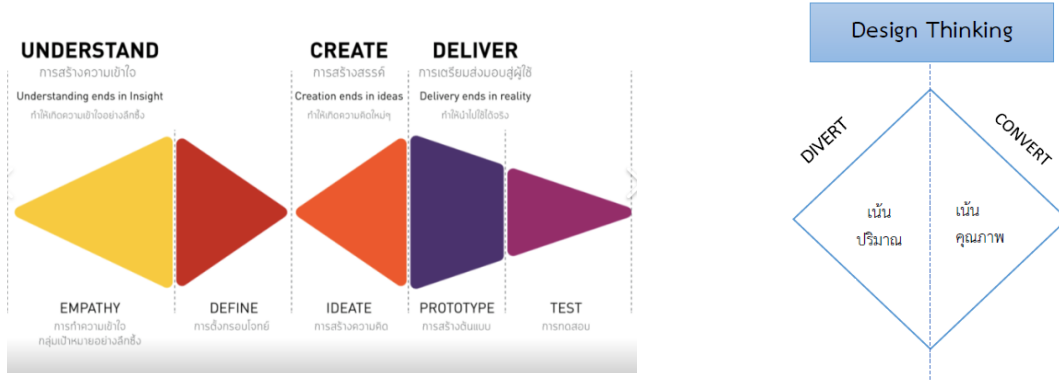 UNDERSTAND
การสร้างความเข้าใจ
Understanding ends in Insight
ทำให้เกิดความเข้าใจอย่างลึกซึ้ง
CREATE
การสร้างสรรค์
Creation ends in ideas
ทำให้เกิดความคิดใหม่ๆ
DELIVER
การเตรียมส่งมอบสู่ผู้ใช้
Delivery ends in reality
ทำให้นำไปใช้ได้จริง
EMPATHY
การทำความเข้าใจ
กลุ่มเป้าหมายอย่างลึกซึ้ง
DEFINE
การตั้งกรอบโจทย์
IDEATE
การสร้างความคิด
PROTOTYPE
การสร้างต้นแบบ
TEST
การทดสอบ
Design Thinking
DIVERT
CONVERT
เน้น
ปริมาณ
เน้น
คุณภาพ